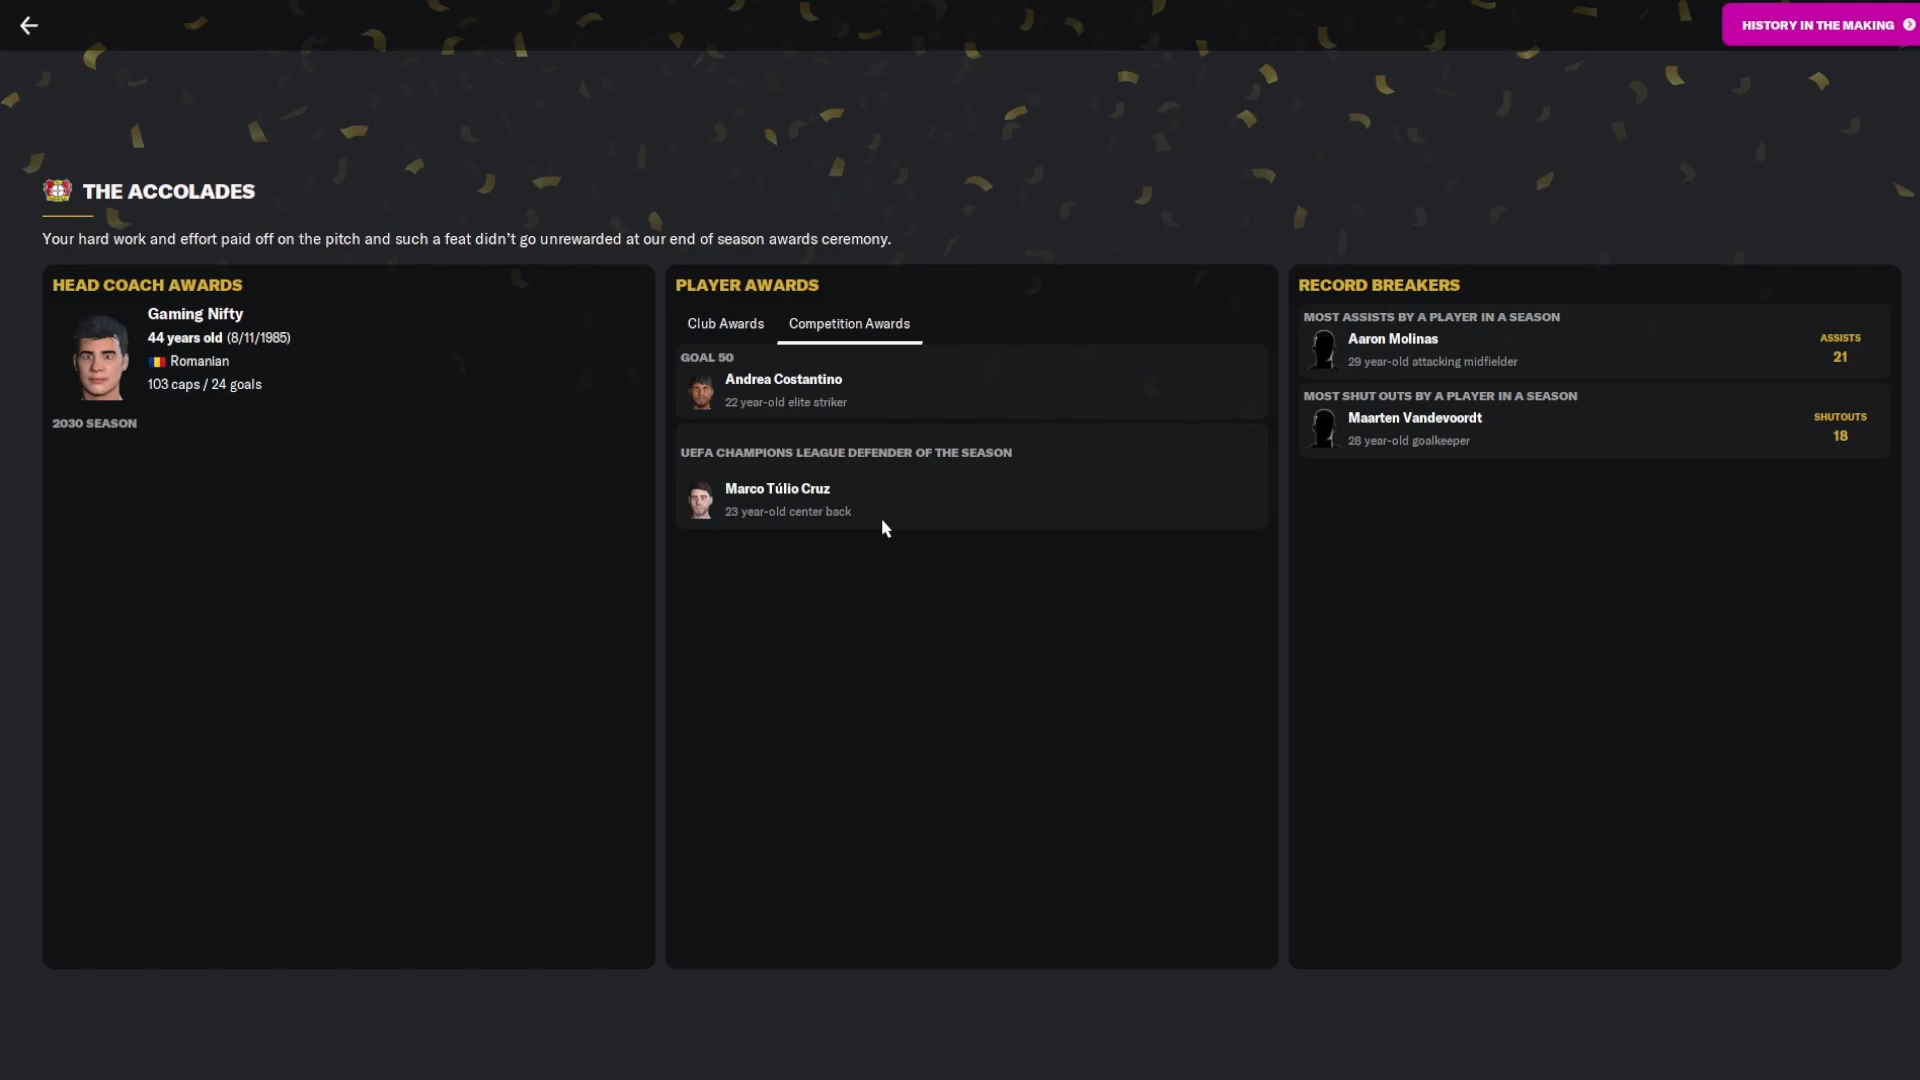 HISTORY IN THE MAKING
THE ACCOLADES
Your hard work and effort paid off on the pitch and such a feat didn't go unrewarded at our end of season awards ceremony.
HEAD COACH AWARDS
Gaming Nifty
44 years old (8/11/1985)
Romanian
103 caps / 24 goals
2030 SEASON
PLAYER AWARDS
Club Awards
Competition Awards
GOAL 50
Andrea Costantino
22 year-old elite striker
UEFA CHAMPIONS LEAGUE DEFENDER OF THE SEASON
Marco Túlio Cruz
23 year-old center back
RECORD BREAKERS
MOST ASSISTS BY A PLAYER IN A SEASON
Aaron Molinas
29 year-old attacking midfielder
ASSISTS
21
MOST SHUT OUTS BY A PLAYER IN A SEASON
Maarten Vandevoordt
28 year-old goalkeeper
SHUTOUTS
18